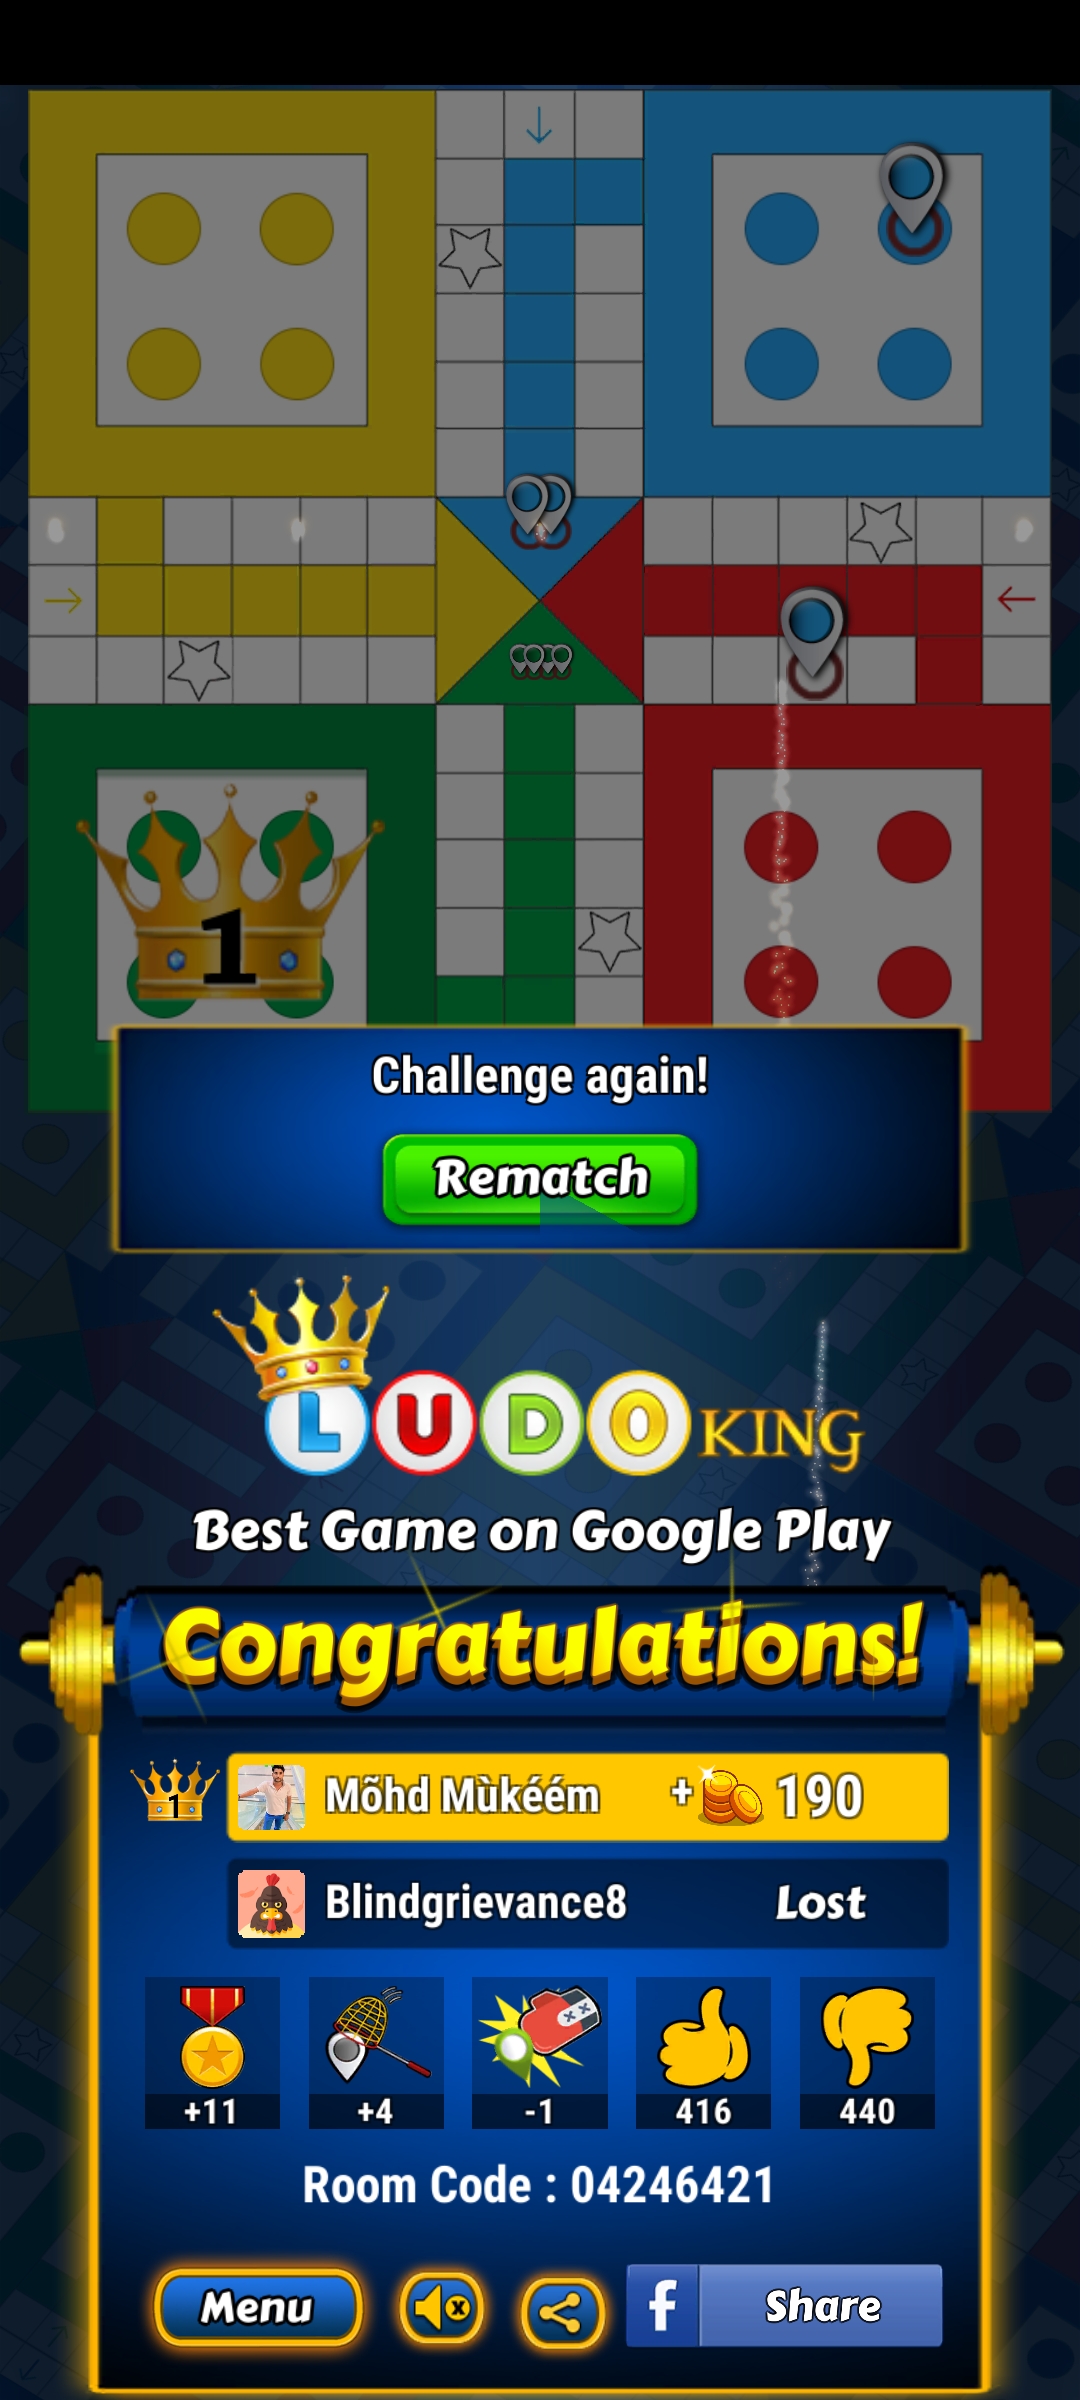 1
Challenge again!
Rematch
LUDO KING
Best Game on Google Play
Congratulations!
1 Mõhd Mùkéém + 190
Blindgrievance8 Lost
+11 +4 -1 416 440
Room Code : 04246421
Menu x f Share